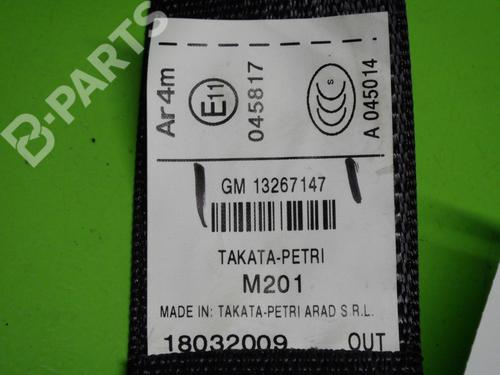 B-PARTS
Ar4m
E11
045817
S
A 045014
GM 13267147
TAKATA-PETRI
M201
MADE IN: TAKATA-PETRI ARAD S.R.L.
18032009 OUT